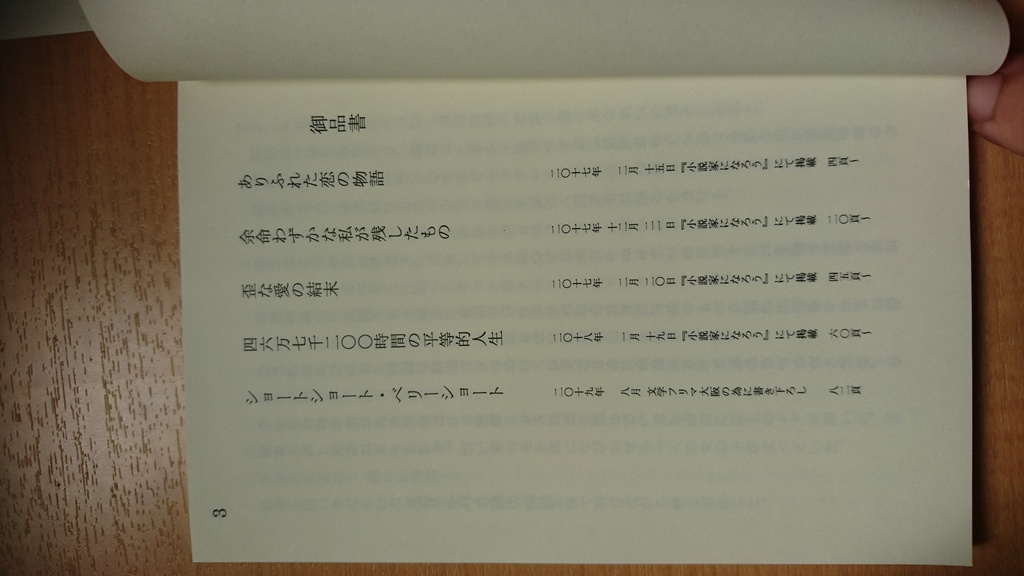 御品書
ありふれた恋の物語 二〇十七年 二月 十五日『小説家になろう』にて掲載 四頁~
余命わずかな私が残したもの 二〇十七年 十二月 『小説家になろう』にて掲載 二〇頁~
歪な愛の結末 二〇十七年 二月 二〇日『小説家になろう』にて掲載 四五頁~
四六万七千二〇〇時間の平等的人生 二〇十八年 一月 十九日『小説家になろう』にて掲載 六〇頁~
ショートショート・ベリーショート 二〇十九年 八月 文学フリマ大阪の為に書き下ろし 八二頁
3